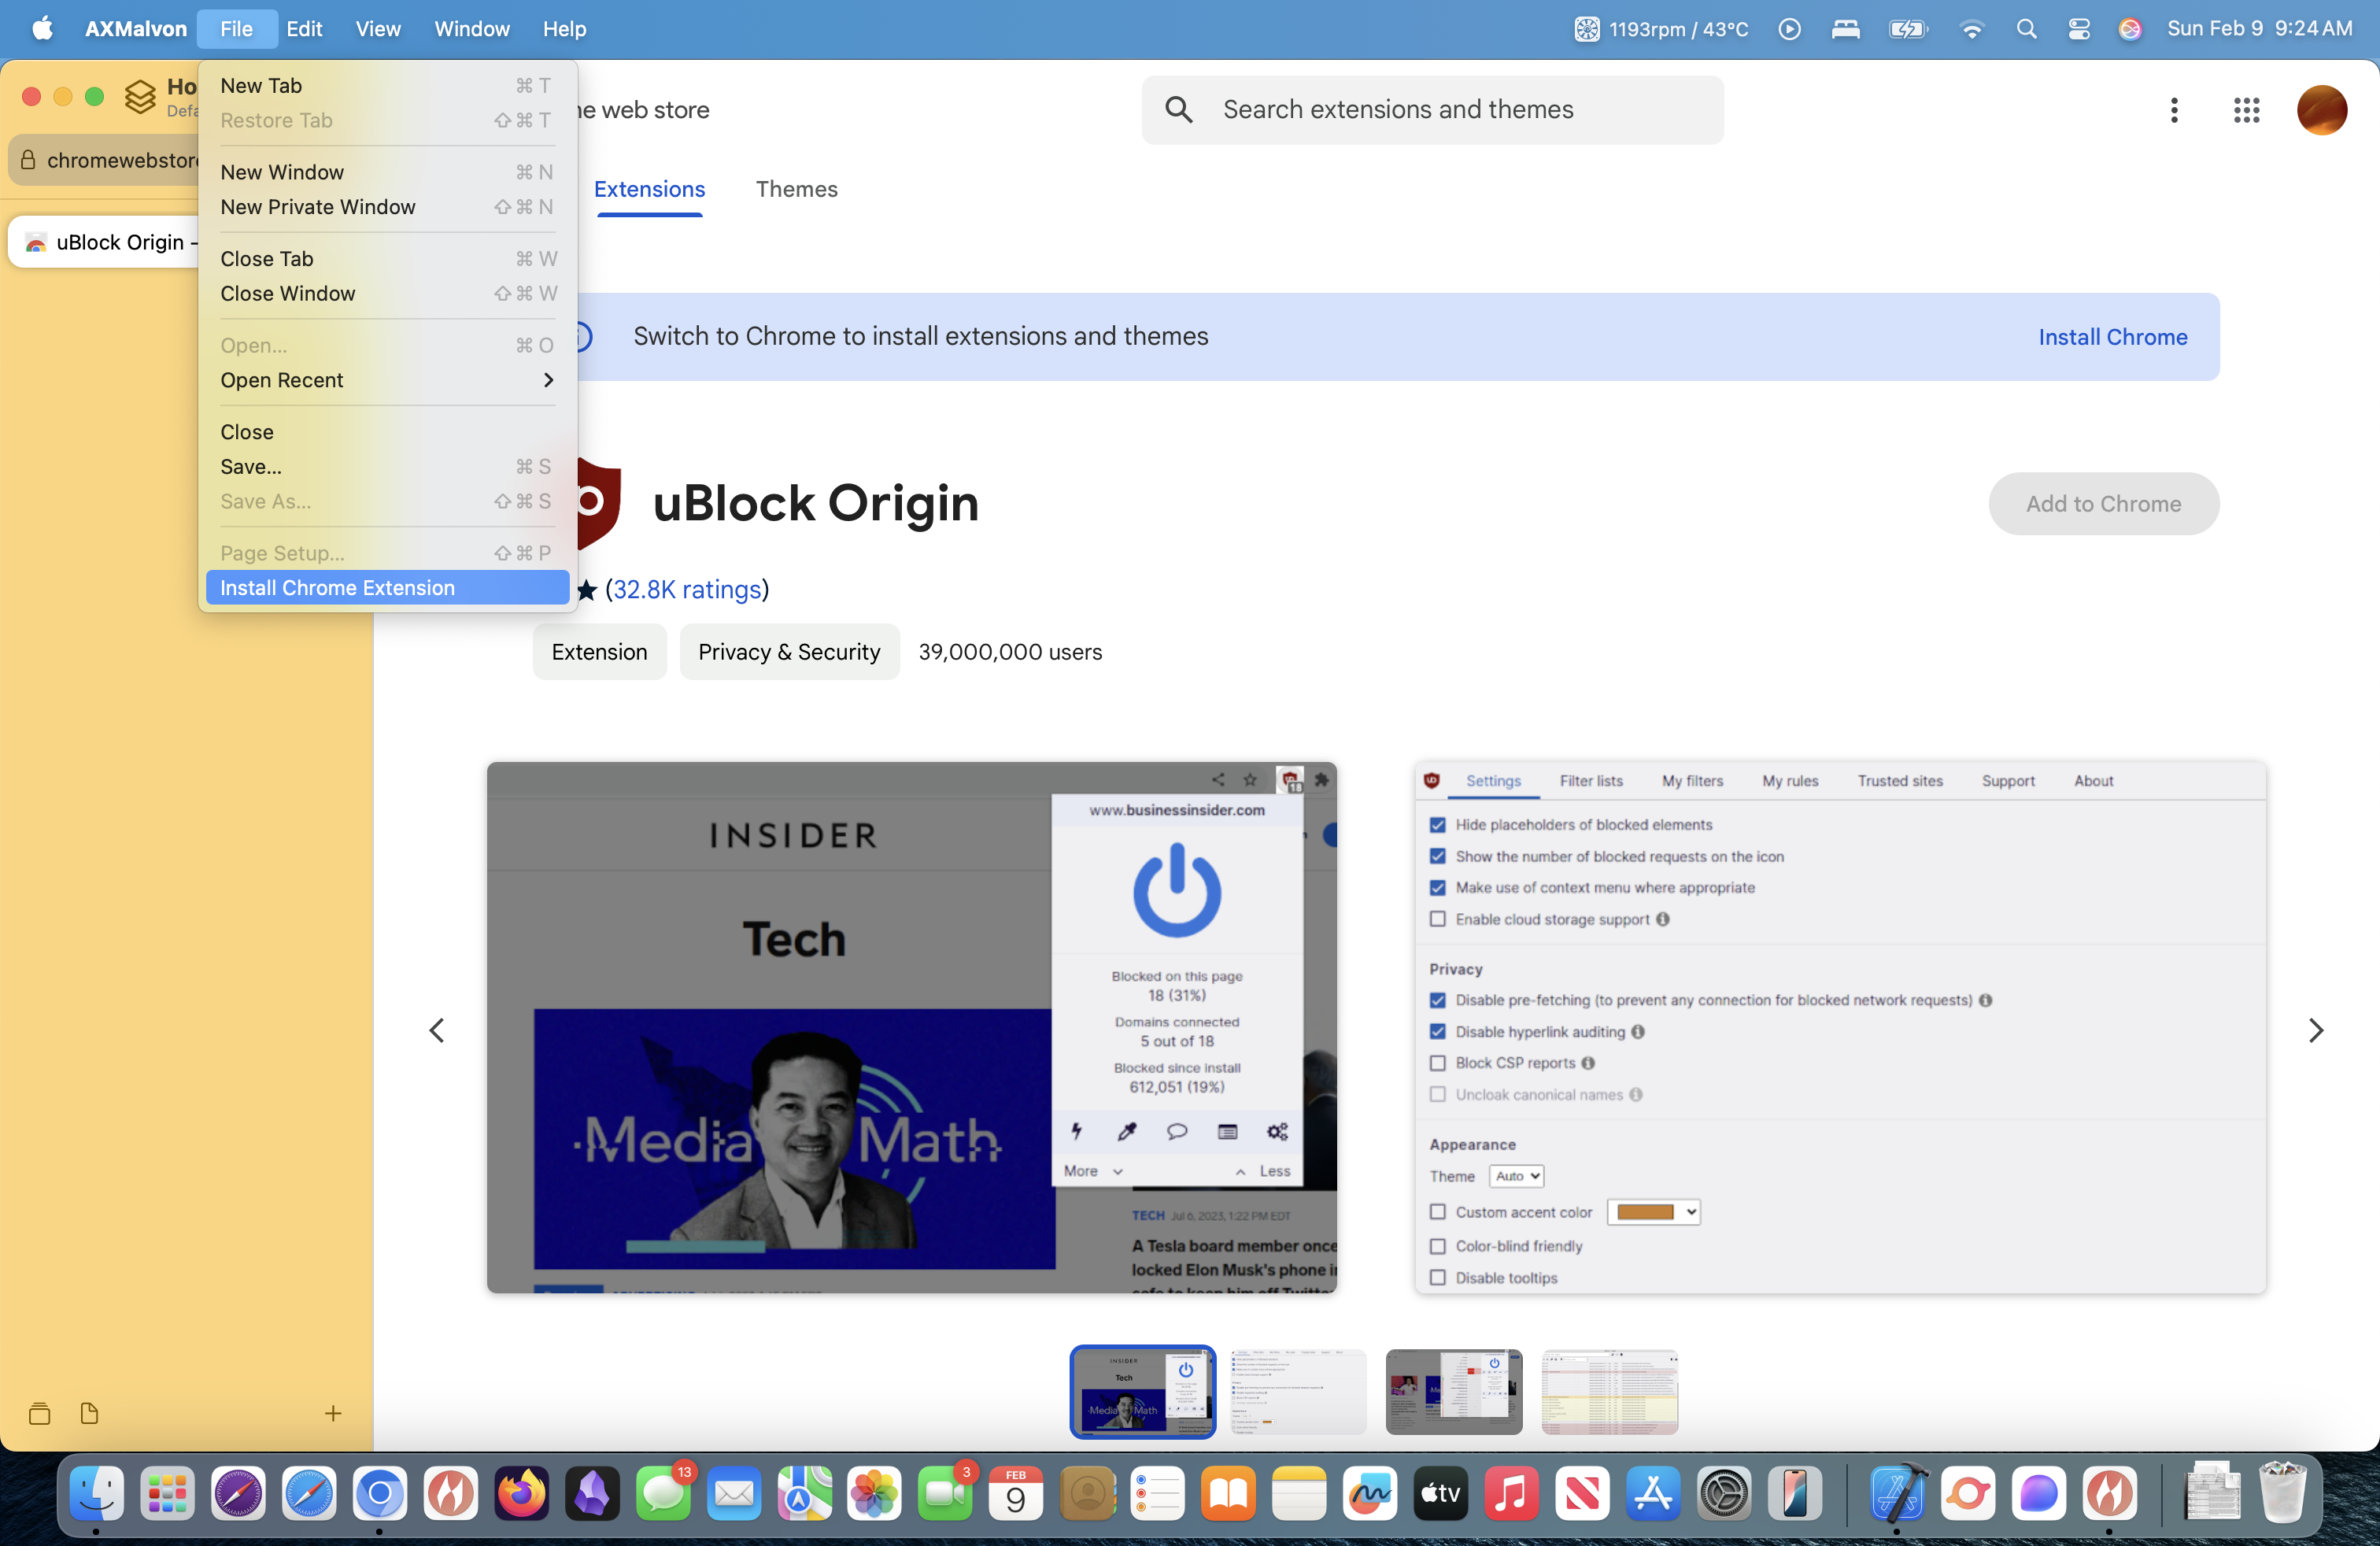 AXMalvon File Edit View Window Help 1193rpm / 43°C Sun Feb 9 9:24 AM
Ho
Defa
chromewebstore
uBlock Origin -
New Tab ⌘ T
Restore Tab ⇧ ⌘ T
New Window ⌘ N
New Private Window ⇧ ⌘ N
Close Tab ⌘ W
Close Window ⇧ ⌘ W
Open... ⌘ O
Open Recent
Close
Save... ⌘ S
Save As... ⇧ ⌘ S
Page Setup... ⇧ ⌘ P
Install Chrome Extension
ne web store
Search extensions and themes
Extensions Themes
Switch to Chrome to install extensions and themes Install Chrome
uBlock Origin
Add to Chrome
(32.8K ratings)
Extension Privacy & Security 39,000,000 users
18
INSIDER
Tech
Media Math
www.businessinsider.com
Blocked on this page
18 (31%)
Domains connected
5 out of 18
Blocked since install
612,051 (19%)
More Less
TECH Jul 6, 2023, 1:22 PM EDT
A Tesla board member once
locked Elon Musk's phone in
safe to keep him off Twitter
Settings Filter lists My filters My rules Trusted sites Support About
Hide placeholders of blocked elements
Show the number of blocked requests on the icon
Make use of context menu where appropriate
Enable cloud storage support
Privacy
Disable pre-fetching (to prevent any connection for blocked network requests)
Disable hyperlink auditing
Block CSP reports
Uncloak canonical names
Appearance
Theme Auto
Custom accent color
Color-blind friendly
Disable tooltips
INSIDER
Tech
Media Math
13
3
FEB
9
tv